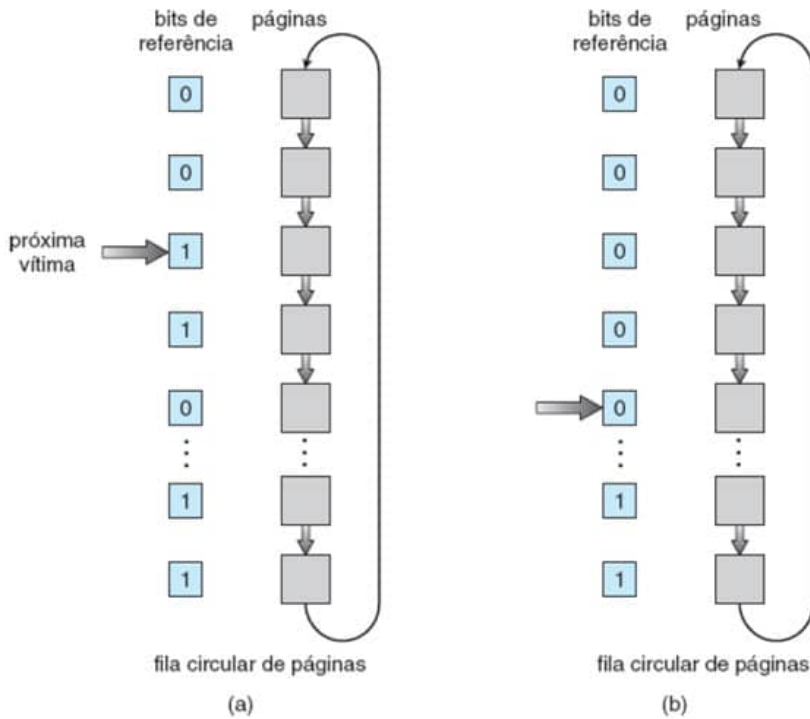 bits de
referência
páginas
0
0
próxima
vítima
1
1
0
1
1
fila circular de páginas
(a)
bits de
referência
páginas
0
0
0
0
0
1
1
fila circular de páginas
(b)